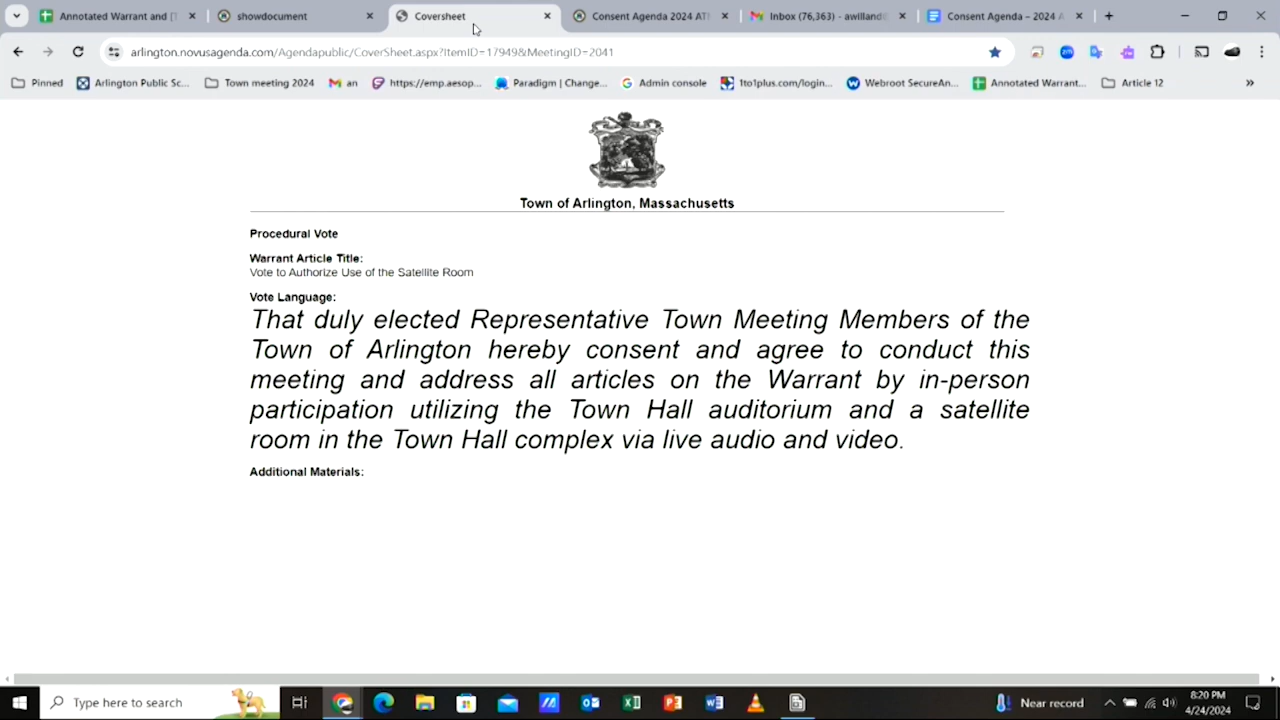 Annotated Warrant and [
showdocument
Coversheet
Consent Agenda 2024 AT
Inbox (76,363) - awilland
Consent Agenda – 2024 A
arlington.novusagenda.com/Agendapublic/CoverSheet.aspx?ItemID=17949&MeetingID=2041
Pinned
Arlington Public Sc...
Town meeting 2024
an
https://emp.aesop...
Paradigm | Change...
Admin console
1to1plus.com/login...
Webroot SecureAn...
Annotated Warrant...
Article 12
Town of Arlington, Massachusetts
Procedural Vote
Warrant Article Title:
Vote to Authorize Use of the Satellite Room
Vote Language:
That duly elected Representative Town Meeting Members of the
Town of Arlington hereby consent and agree to conduct this
meeting and address all articles on the Warrant by in-person
participation utilizing the Town Hall auditorium and a satellite
room in the Town Hall complex via live audio and video.
Additional Materials:
Type here to search
Near record
8:20 PM
4/24/2024